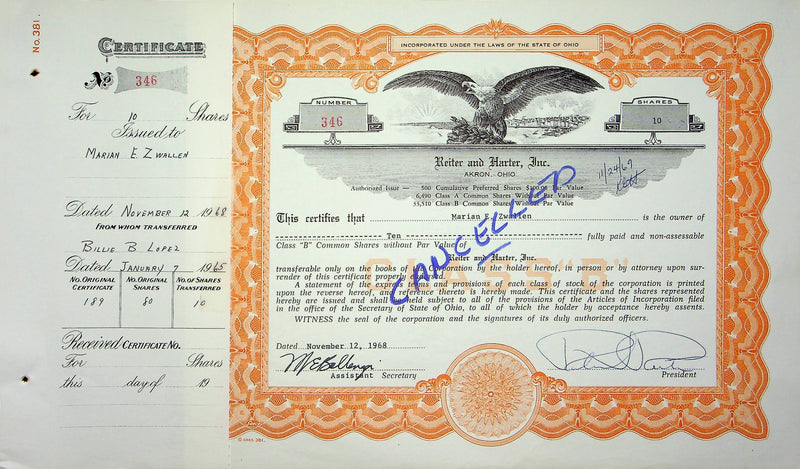 No. 381.
CERTIFICATE
No. 346
For 10 Shares
Issued to
MARIAN E. ZWALLEN
Dated NOVEMBER 12 1968
FROM WHOM TRANSFERRED
BILLIE B LOPEZ
Dated JANUARY 7 1965
NO. ORIGINAL CERTIFICATE NO. ORIGINAL SHARES NO. OF SHARES TRANSFERRED
189 80 10
Received CERTIFICATE No.
For Shares
this day of 19
INCORPORATED UNDER THE LAWS OF THE STATE OF OHIO
NUMBER
346
SHARES
10
Reiter and Harter, Inc.
AKRON, OHIO
11/24/69
Authorized Issue — 500 Cumulative Preferred Shares $100.00 Par Value
6,490 Class A Common Shares Without Par Value
53,510 Class B Common Shares Without Par Value
CANCELLED
This certifies that Marian E. Zwallen is the owner of
Ten fully paid and non-assessable
Class "B" Common Shares without Par Value of
Reiter and Harter, Inc.
CLASS "B"
transferable only on the books of the Corporation by the holder hereof, in person or by attorney upon surrender of this certificate properly endorsed.
A statement of the express terms and provisions of each class of stock of the corporation is printed
upon the reverse hereof, and reference thereto is hereby made. This certificate and the shares represented
hereby are issued and shall be held subject to all of the provisions of the Articles of Incorporation filed
in the office of the Secretary of State of Ohio, to all of which the holder by acceptance hereby assents.
WITNESS the seal of the corporation and the signatures of its duly authorized officers.
Dated November 12, 1968
Assistant Secretary
President
© GOES 381.